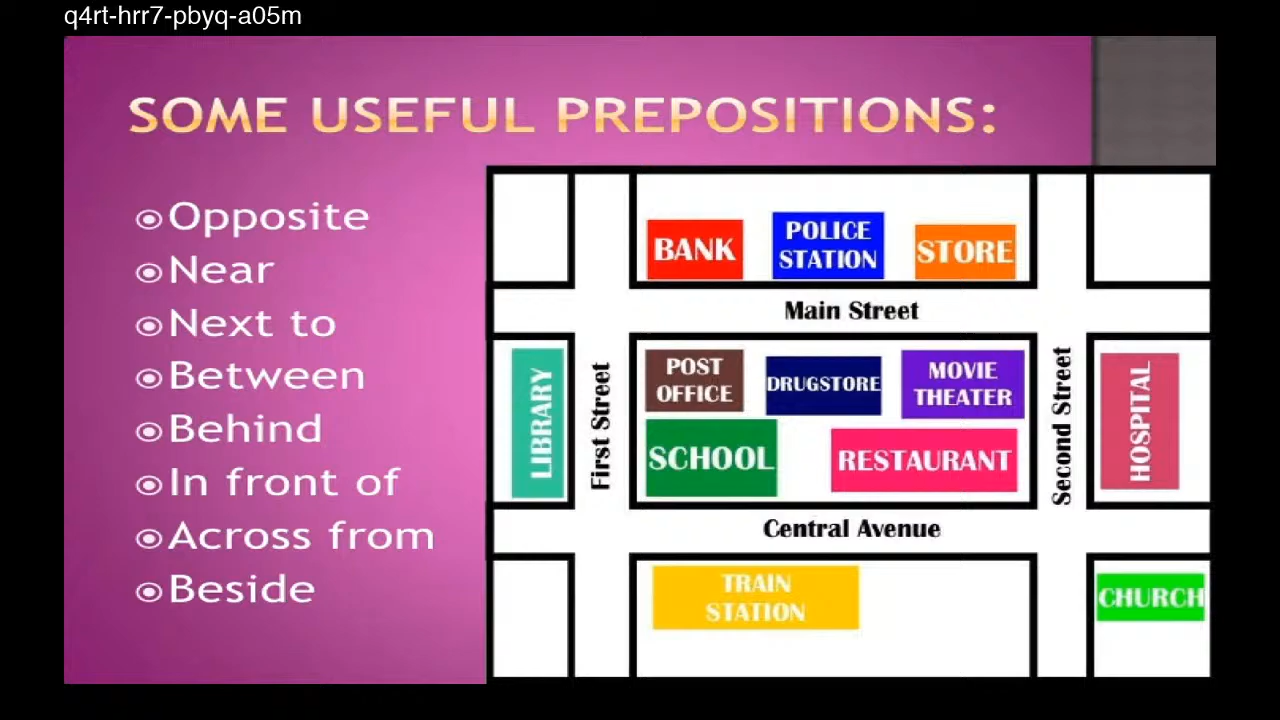 q4rt-hrr7-pbyq-a05m
SOME USEFUL PREPOSITIONS:
Opposite
Near
Next to
Between
Behind
In front of
Across from
Beside
BANK
POLICE
STATION
STORE
Main Street
LIBRARY
First Street
POST
OFFICE
DRUGSTORE
MOVIE
THEATER
SCHOOL
RESTAURANT
Second Street
HOSPITAL
Central Avenue
TRAIN
STATION
CHURCH